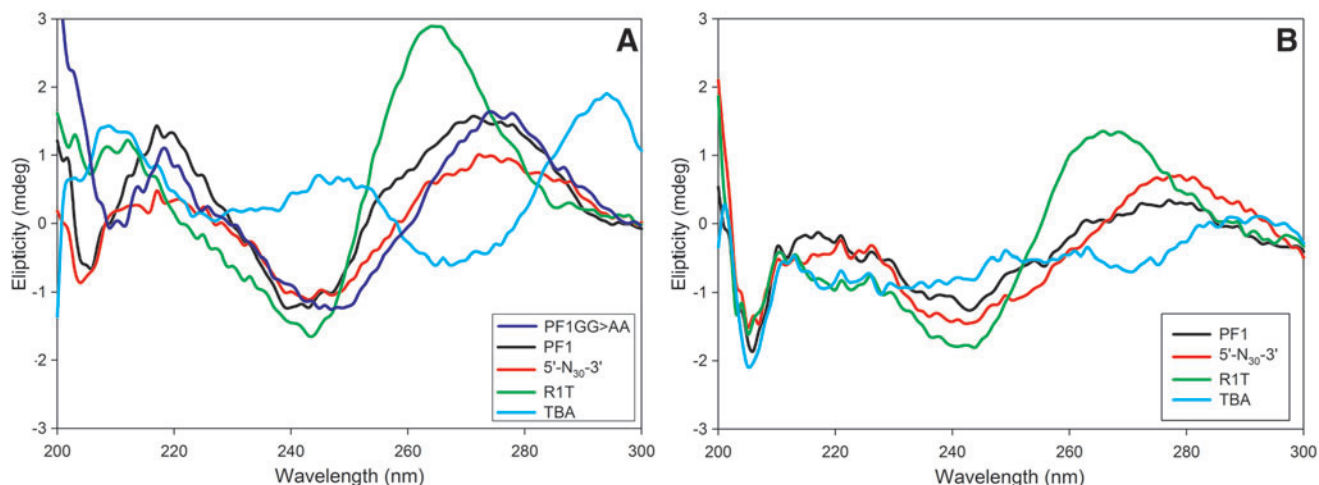 A
3
2
1
0
-1
-2
-3
Elipticity (mdeg)
PF1GG>AA
PF1
5'-N30-3'
R1T
TBA
200 220 240 260 280 300
Wavelength (nm)
B
3
2
1
0
-1
-2
-3
Elipticity (mdeg)
PF1
5'-N30-3'
R1T
TBA
200 220 240 260 280 300
Wavelength (nm)